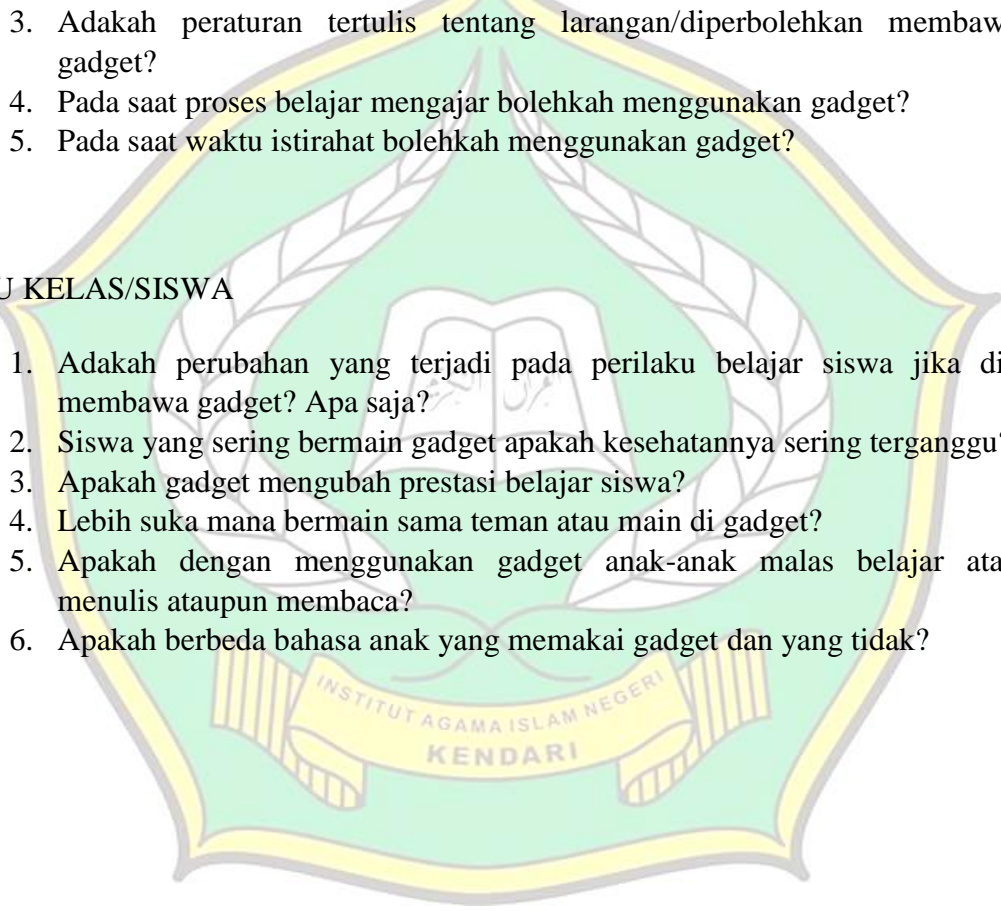 3. Adakah peraturan tertulis tentang larangan/diperbolehkan membaw
gadget?
4. Pada saat proses belajar mengajar bolehkah menggunakan gadget?
5. Pada saat waktu istirahat bolehkah menggunakan gadget?
U KELAS/SISWA
1. Adakah perubahan yang terjadi pada perilaku belajar siswa jika di
membawa gadget? Apa saja?
2. Siswa yang sering bermain gadget apakah kesehatannya sering terganggu?
3. Apakah gadget mengubah prestasi belajar siswa?
4. Lebih suka mana bermain sama teman atau main di gadget?
5. Apakah dengan menggunakan gadget anak-anak malas belajar ata
menulis ataupun membaca?
6. Apakah berbeda bahasa anak yang memakai gadget dan yang tidak?
INSTITUT AGAMA ISLAM NEGERI
KENDARI